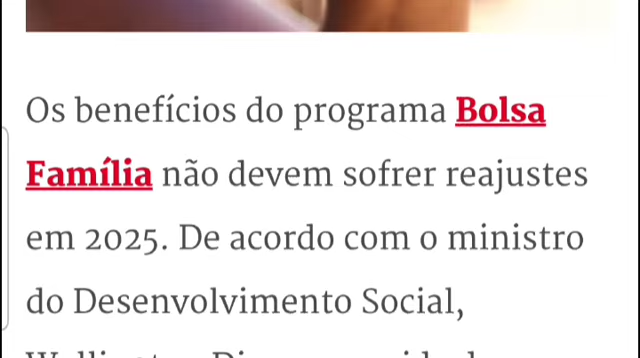 Os benefícios do programa Bolsa
Família não devem sofrer reajustes
em 2025. De acordo com o ministro
do Desenvolvimento Social,